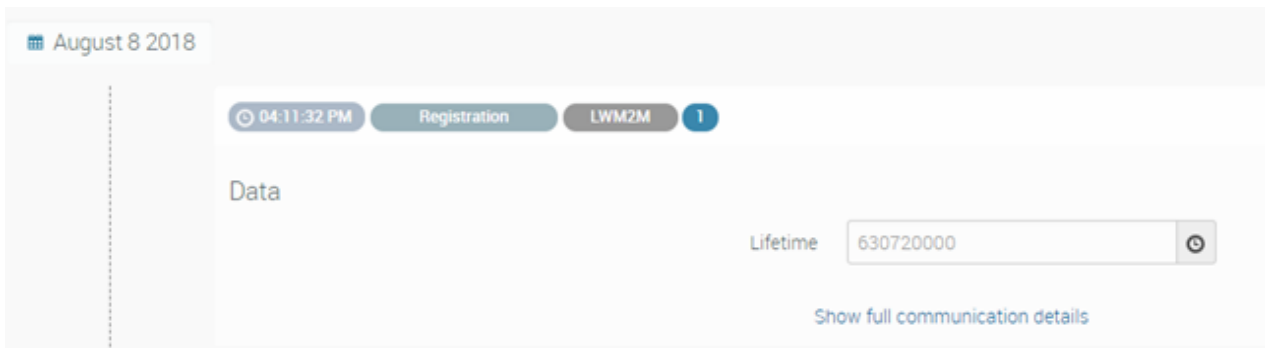 August 8 2018
04:11:32 PM Registration LWM2M 1
Data
Lifetime 630720000
Show full communication details